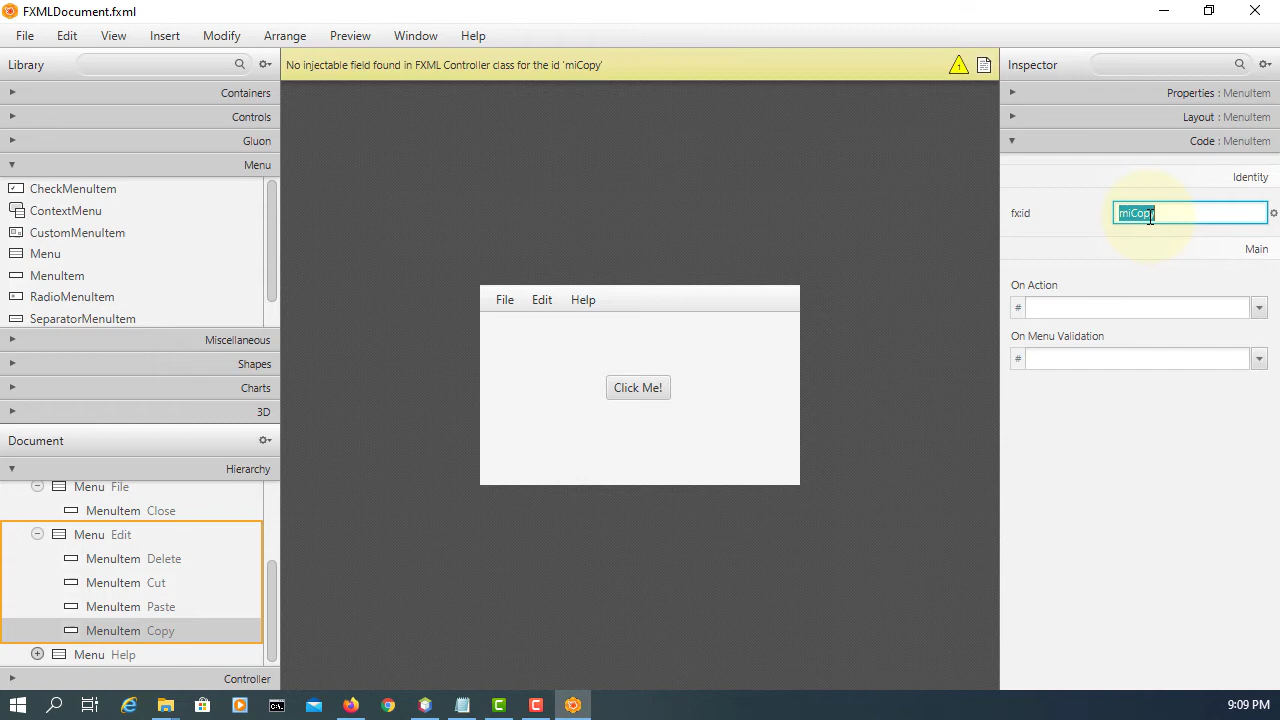 FXMLDocument.fxml
File Edit View Insert Modify Arrange Preview Window Help
Library
No injectable field found in FXML Controller class for the id 'miCopy'
1
Inspector
Containers
Controls
Gluon
Menu
CheckMenuItem
ContextMenu
CustomMenuItem
Menu
MenuItem
RadioMenuItem
SeparatorMenuItem
Miscellaneous
Shapes
Charts
3D
Document
Hierarchy
Menu File
MenuItem Close
Menu Edit
MenuItem Delete
MenuItem Cut
MenuItem Paste
MenuItem Copy
Menu Help
Controller
File Edit Help
Click Me!
Properties : MenuItem
Layout : MenuItem
Code : MenuItem
Identity
fx:id miCopy
Main
On Action
#
On Menu Validation
#
9:09 PM